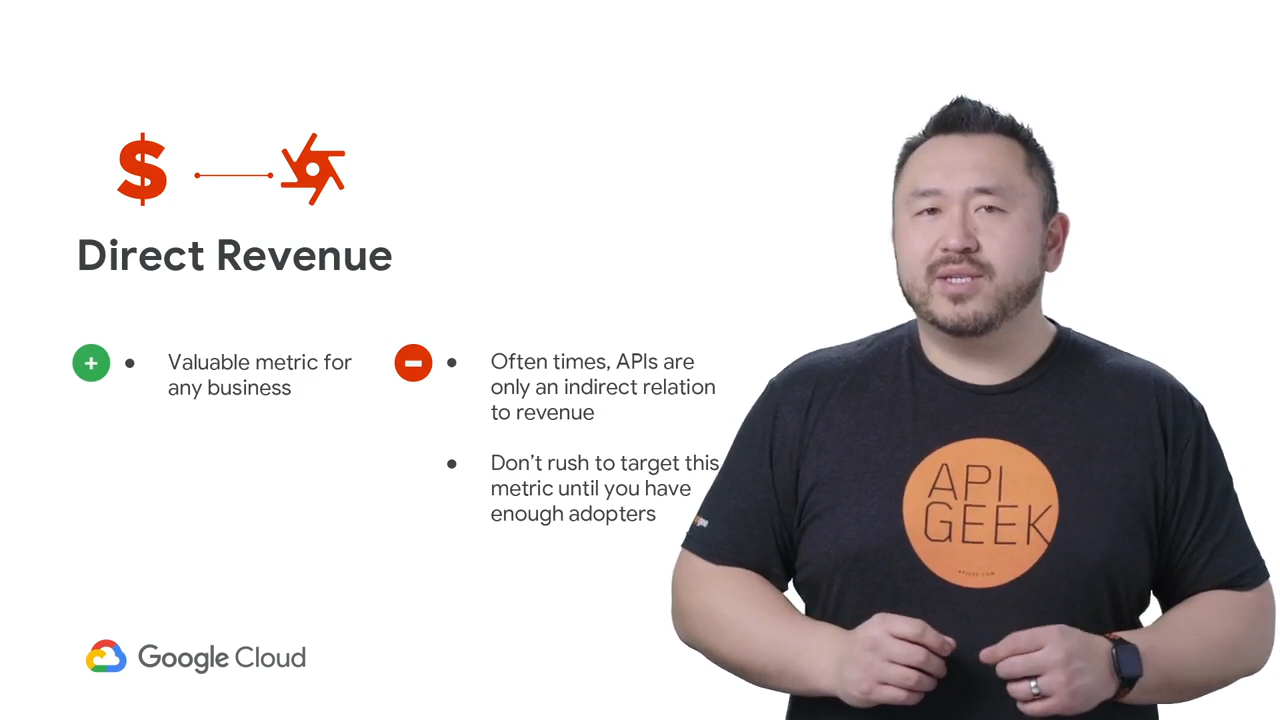 $
Direct Revenue
+
• Valuable metric for
any business
• Often times, APIs are
only an indirect relation
to revenue
• Don’t rush to target this
metric until you have
enough adopters
API
GEEK
Google Cloud